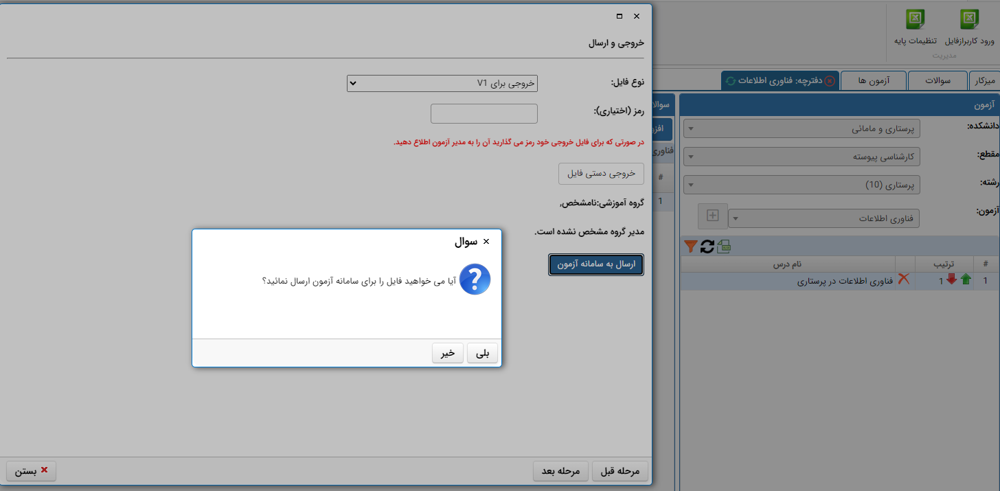 ورود کاربرازفایل
تنظیمات پایه
مدیریت
میزکار
سوالات
آزمون ها
دفترچه: فناوری اطلاعات
آزمون
دانشکده:
پرستاری و مامائی
مقطع:
کارشناسی پیوسته
رشته:
پرستاری (10)
آزمون:
فناوری اطلاعات
# ترتیب نام درس
1 1 فناوری اطلاعات در پرستاری
#
1
خروجی و ارسال
نوع فایل:
خروجی برای V1
رمز (اختیاری):
در صورتی که برای فایل خروجی خود رمز می گذارید آن را به مدیر آزمون اطلاع دهید.
خروجی دستی فایل
گروه آموزشی:نامشخص,
مدیر گروه مشخص نشده است.
ارسال به سامانه آزمون
سوال
آیا می خواهید فایل را برای سامانه آزمون ارسال نمائید؟
بلی
خیر
مرحله قبل
مرحله بعد
بستن